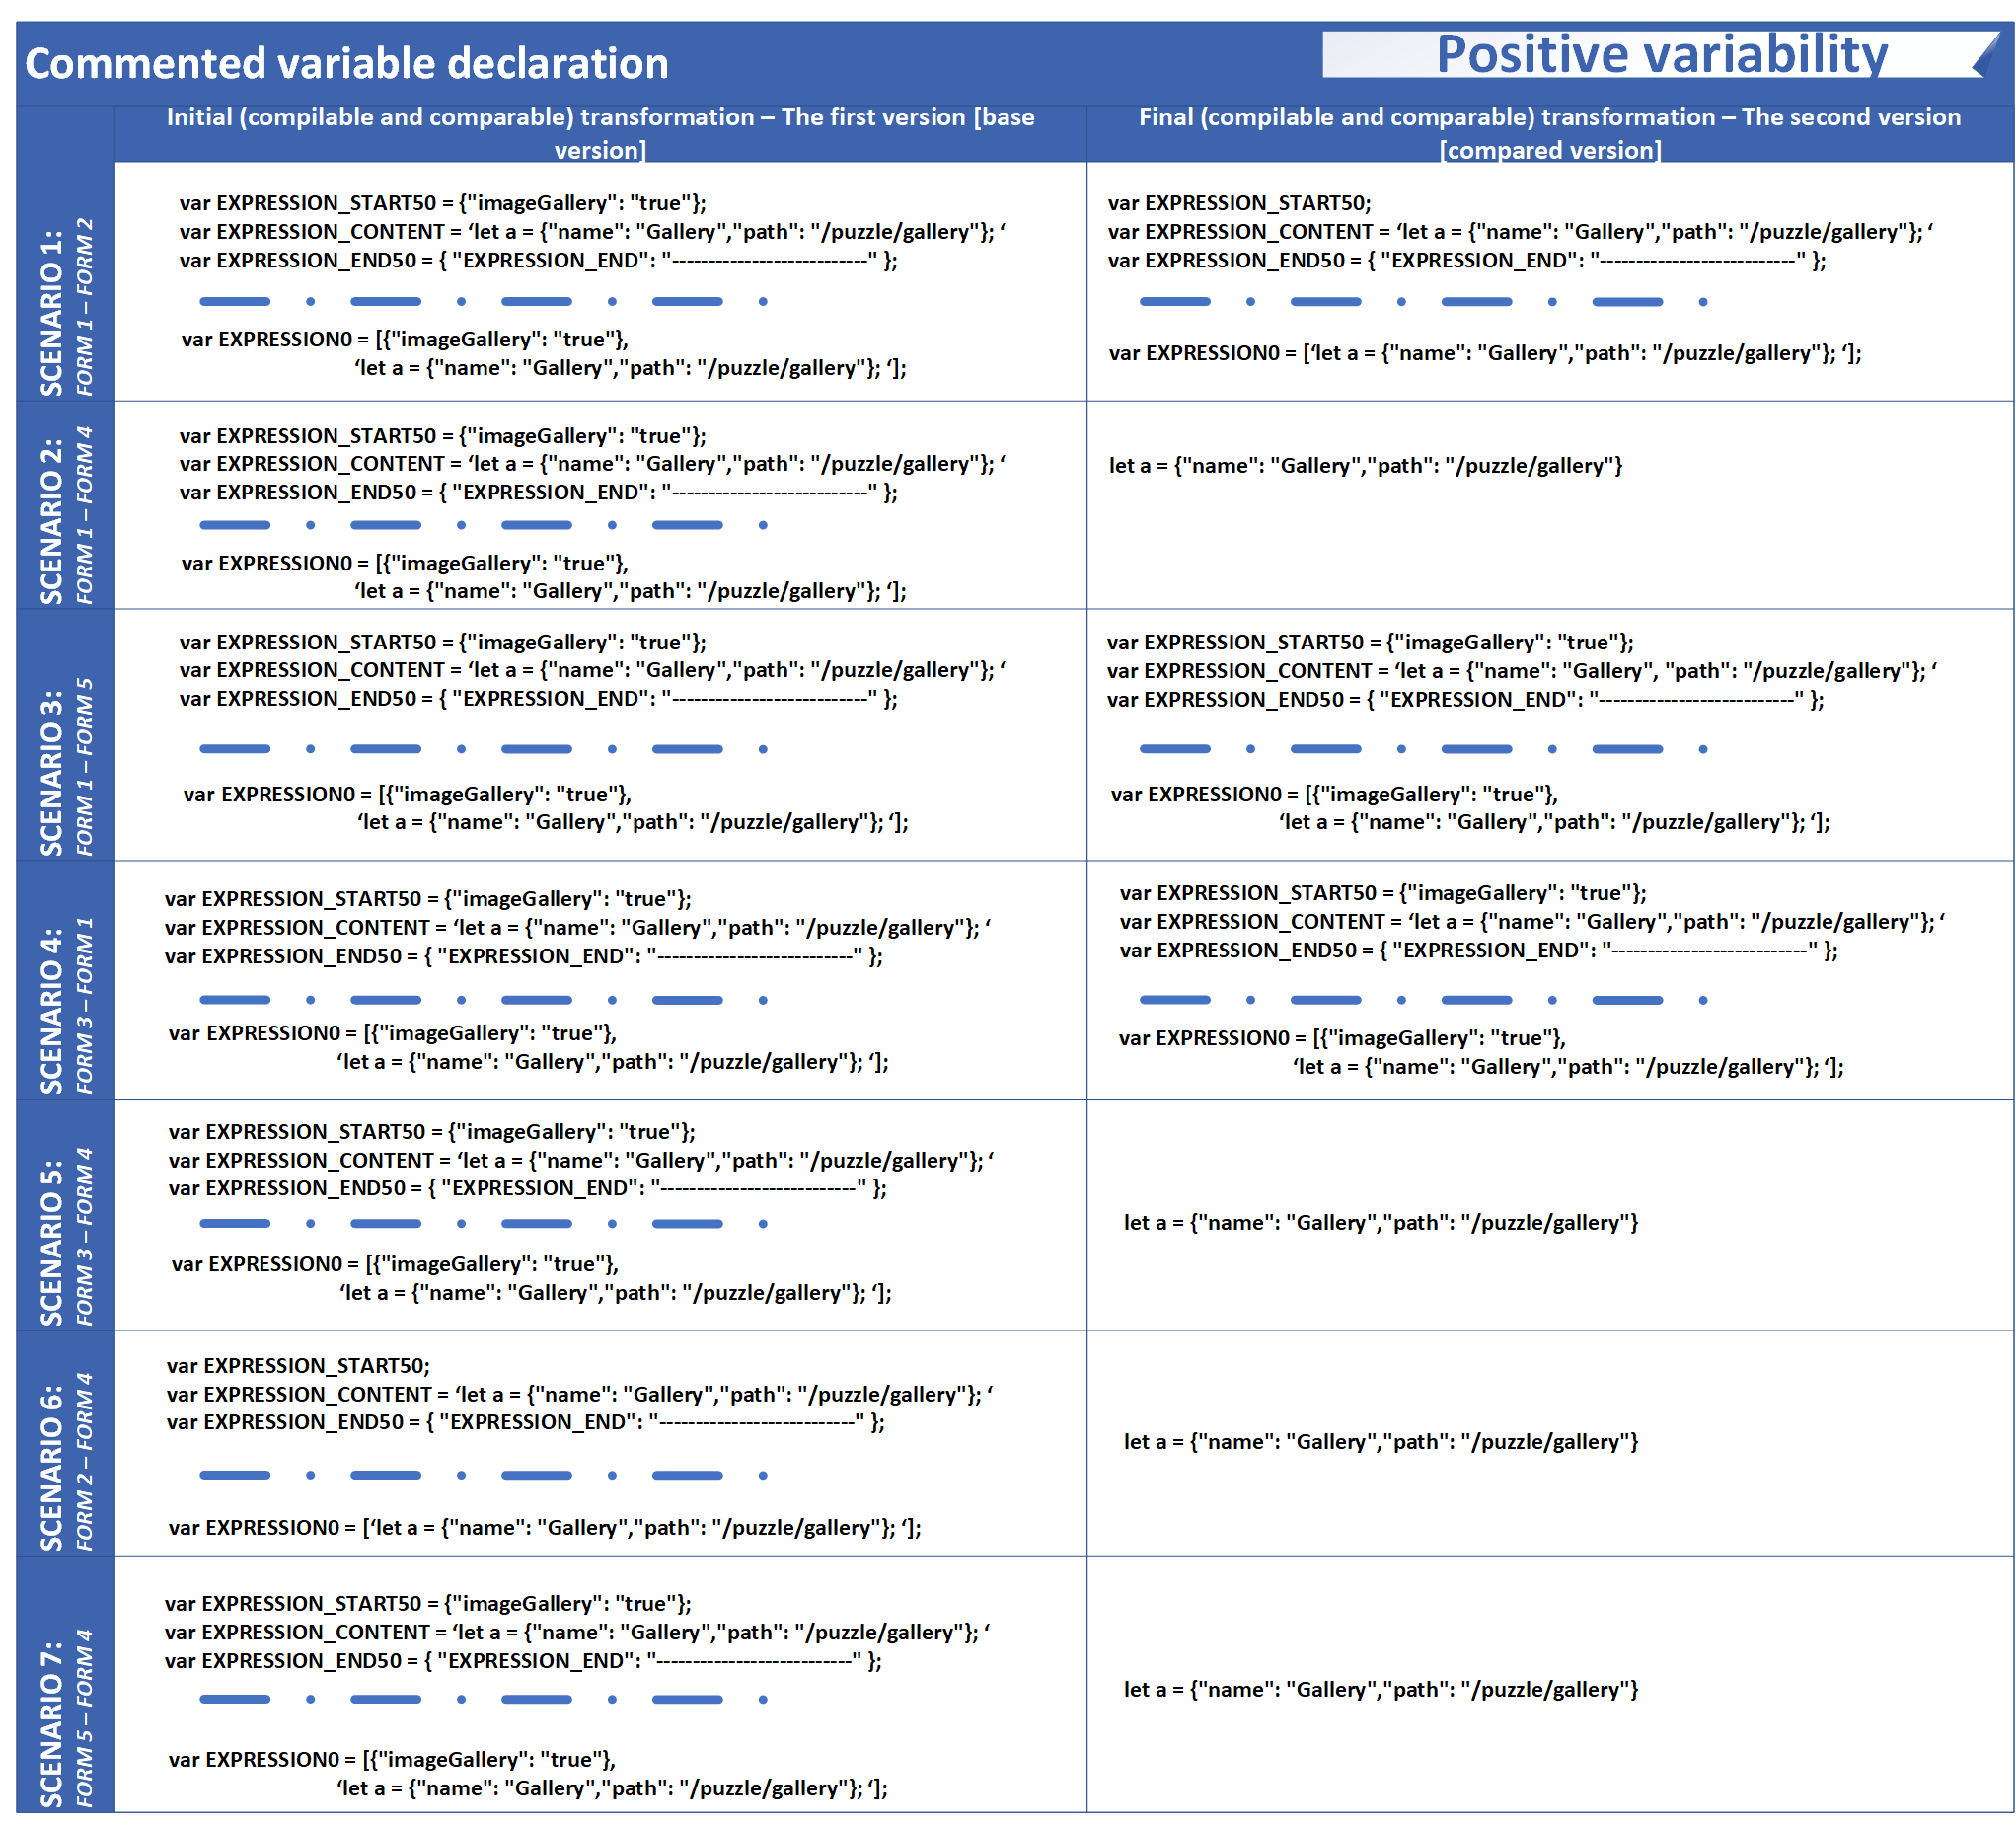 Commented variable declaration
Positive variability
Initial (compilable and comparable) transformation – The first version [base
version]
Final (compilable and comparable) transformation – The second version
[compared version]
SCENARIO 1:
FORM 1 – FORM 2
var EXPRESSION_START50 = {"imageGallery": "true"};
var EXPRESSION_CONTENT = ‘let a = {"name": "Gallery","path": "/puzzle/gallery"}; ‘
var EXPRESSION_END50 = { "EXPRESSION_END": "---------------------------" };
var EXPRESSION0 = [{"imageGallery": "true"},
‘let a = {"name": "Gallery","path": "/puzzle/gallery"}; ‘];
var EXPRESSION_START50;
var EXPRESSION_CONTENT = ‘let a = {"name": "Gallery","path": "/puzzle/gallery"}; ‘
var EXPRESSION_END50 = { "EXPRESSION_END": "---------------------------" };
var EXPRESSION0 = [‘let a = {"name": "Gallery","path": "/puzzle/gallery"}; ‘];
SCENARIO 2:
FORM 1 – FORM 4
var EXPRESSION_START50 = {"imageGallery": "true"};
var EXPRESSION_CONTENT = ‘let a = {"name": "Gallery","path": "/puzzle/gallery"}; ‘
var EXPRESSION_END50 = { "EXPRESSION_END": "---------------------------" };
var EXPRESSION0 = [{"imageGallery": "true"},
‘let a = {"name": "Gallery","path": "/puzzle/gallery"}; ‘];
let a = {"name": "Gallery","path": "/puzzle/gallery"}
SCENARIO 3:
FORM 1 – FORM 5
var EXPRESSION_START50 = {"imageGallery": "true"};
var EXPRESSION_CONTENT = ‘let a = {"name": "Gallery","path": "/puzzle/gallery"}; ‘
var EXPRESSION_END50 = { "EXPRESSION_END": "---------------------------" };
var EXPRESSION0 = [{"imageGallery": "true"},
‘let a = {"name": "Gallery","path": "/puzzle/gallery"}; ‘];
var EXPRESSION_START50 = {"imageGallery": "true"};
var EXPRESSION_CONTENT = ‘let a = {"name": "Gallery", "path": "/puzzle/gallery"}; ‘
var EXPRESSION_END50 = { "EXPRESSION_END": "---------------------------" };
var EXPRESSION0 = [{"imageGallery": "true"},
‘let a = {"name": "Gallery","path": "/puzzle/gallery"}; ‘];
SCENARIO 4:
FORM 3 – FORM 1
var EXPRESSION_START50 = {"imageGallery": "true"};
var EXPRESSION_CONTENT = ‘let a = {"name": "Gallery","path": "/puzzle/gallery"}; ‘
var EXPRESSION_END50 = { "EXPRESSION_END": "---------------------------" };
var EXPRESSION0 = [{"imageGallery": "true"},
‘let a = {"name": "Gallery","path": "/puzzle/gallery"}; ‘];
var EXPRESSION_START50 = {"imageGallery": "true"};
var EXPRESSION_CONTENT = ‘let a = {"name": "Gallery","path": "/puzzle/gallery"}; ‘
var EXPRESSION_END50 = { "EXPRESSION_END": "---------------------------" };
var EXPRESSION0 = [{"imageGallery": "true"},
‘let a = {"name": "Gallery","path": "/puzzle/gallery"}; ‘];
SCENARIO 5:
FORM 3 – FORM 4
var EXPRESSION_START50 = {"imageGallery": "true"};
var EXPRESSION_CONTENT = ‘let a = {"name": "Gallery","path": "/puzzle/gallery"}; ‘
var EXPRESSION_END50 = { "EXPRESSION_END": "---------------------------" };
var EXPRESSION0 = [{"imageGallery": "true"},
‘let a = {"name": "Gallery","path": "/puzzle/gallery"}; ‘];
let a = {"name": "Gallery","path": "/puzzle/gallery"}
SCENARIO 6:
FORM 2 – FORM 4
var EXPRESSION_START50;
var EXPRESSION_CONTENT = ‘let a = {"name": "Gallery","path": "/puzzle/gallery"}; ‘
var EXPRESSION_END50 = { "EXPRESSION_END": "---------------------------" };
var EXPRESSION0 = [‘let a = {"name": "Gallery","path": "/puzzle/gallery"}; ‘];
let a = {"name": "Gallery","path": "/puzzle/gallery"}
SCENARIO 7:
FORM 5 – FORM 4
var EXPRESSION_START50 = {"imageGallery": "true"};
var EXPRESSION_CONTENT = ‘let a = {"name": "Gallery","path": "/puzzle/gallery"}; ‘
var EXPRESSION_END50 = { "EXPRESSION_END": "---------------------------" };
var EXPRESSION0 = [{"imageGallery": "true"},
‘let a = {"name": "Gallery","path": "/puzzle/gallery"}; ‘];
let a = {"name": "Gallery","path": "/puzzle/gallery"}